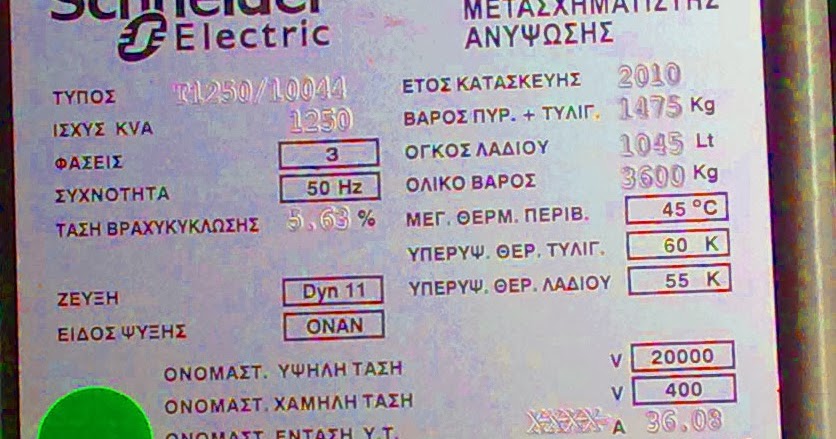 Schneider
Electric
ΜΕΤΑΣΧΗΜΑΤΙΣΤΗΣ
ΑΝΥΨΩΣΗΣ
ΤΥΠΟΣ T1250/10044
ΙΣΧΥΣ KVA 1250
ΦΑΣΕΙΣ 3
ΣΥΧΝΟΤΗΤΑ 50 Hz
ΤΑΣΗ ΒΡΑΧΥΚΥΚΛΩΣΗΣ 5.63 %
ΖΕΥΞΗ Dyn 11
ΕΙΔΟΣ ΨΥΞΗΣ ONAN
ΕΤΟΣ ΚΑΤΑΣΚΕΥΗΣ 2010
ΒΑΡΟΣ ΠΥΡ. + ΤΥΛΙΓ. 1475 Kg
ΟΓΚΟΣ ΛΑΔΙΟΥ 1045 Lt
ΟΛΙΚΟ ΒΑΡΟΣ 3600 Kg
ΜΕΓ. ΘΕΡΜ. ΠΕΡΙΒ. 45 °C
ΥΠΕΡΥΨ. ΘΕΡ. ΤΥΛΙΓ. 60 K
ΥΠΕΡΥΨ. ΘΕΡ. ΛΑΔΙΟΥ 55 K
ΟΝΟΜΑΣΤ. ΥΨΗΛΗ ΤΑΣΗ V 20000
ΟΝΟΜΑΣΤ. ΧΑΜΗΛΗ ΤΑΣΗ V 400
ΟΝΟΜΑΣΤ. ΕΝΤΑΣΗ Υ.Τ. XXXX A 36.08